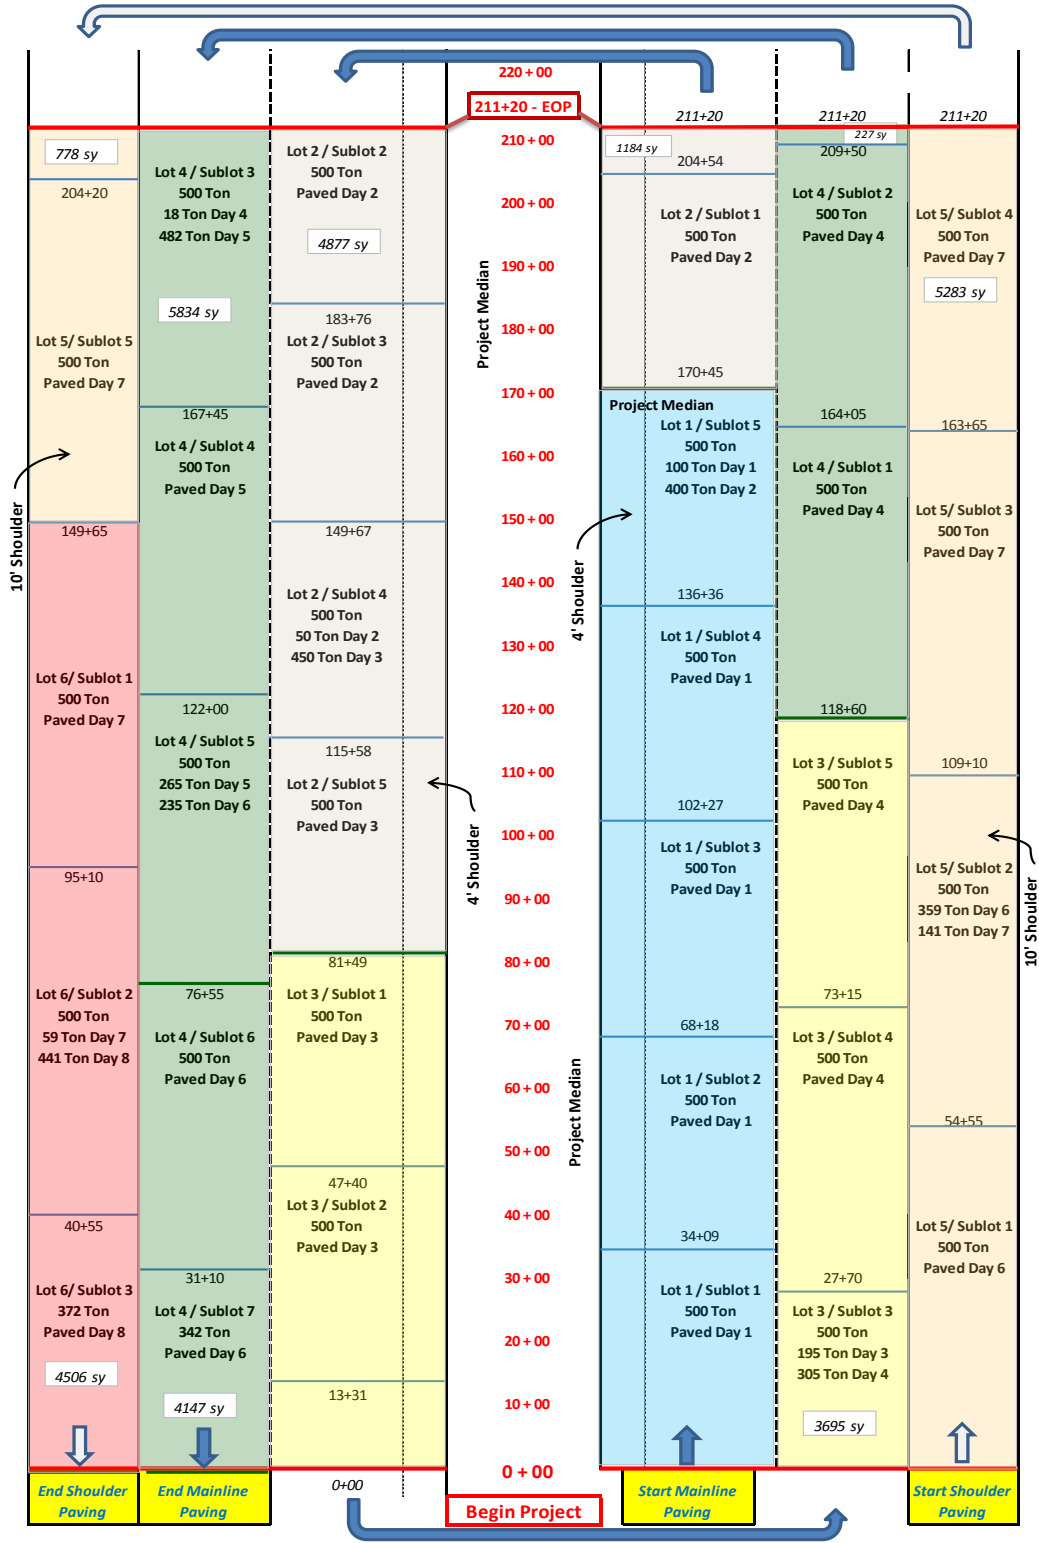 220 + 00
211+20 - EOP
211+20
211+20
211+20
778 sy
204+20
Lot 5/ Sublot 5
500 Ton
Paved Day 7
10' Shoulder
149+65
Lot 6/ Sublot 1
500 Ton
Paved Day 7
95+10
Lot 6/ Sublot 2
500 Ton
59 Ton Day 7
441 Ton Day 8
40+55
Lot 6/ Sublot 3
372 Ton
Paved Day 8
4506 sy
End Shoulder
Paving
Lot 4 / Sublot 3
500 Ton
18 Ton Day 4
482 Ton Day 5
5834 sy
167+45
Lot 4 / Sublot 4
500 Ton
Paved Day 5
122+00
Lot 4 / Sublot 5
500 Ton
265 Ton Day 5
235 Ton Day 6
76+55
Lot 4 / Sublot 6
500 Ton
Paved Day 6
31+10
Lot 4 / Sublot 7
342 Ton
Paved Day 6
4147 sy
End Mainline
Paving
Lot 2 / Sublot 2
500 Ton
Paved Day 2
4877 sy
183+76
Lot 2 / Sublot 3
500 Ton
Paved Day 2
149+67
Lot 2 / Sublot 4
500 Ton
50 Ton Day 2
450 Ton Day 3
115+58
Lot 2 / Sublot 5
500 Ton
Paved Day 3
4' Shoulder
81+49
Lot 3 / Sublot 1
500 Ton
Paved Day 3
47+40
Lot 3 / Sublot 2
500 Ton
Paved Day 3
13+31
0+00
210 + 00
200 + 00
190 + 00
Project Median
180 + 00
170 + 00
160 + 00
150 + 00
140 + 00
130 + 00
120 + 00
110 + 00
100 + 00
90 + 00
80 + 00
70 + 00
60 + 00
Project Median
50 + 00
40 + 00
30 + 00
20 + 00
10 + 00
0 + 00
Begin Project
1184 sy
204+54
Lot 2 / Sublot 1
500 Ton
Paved Day 2
170+45
Project Median
Lot 1 / Sublot 5
500 Ton
100 Ton Day 1
400 Ton Day 2
4' Shoulder
136+36
Lot 1 / Sublot 4
500 Ton
Paved Day 1
102+27
Lot 1 / Sublot 3
500 Ton
Paved Day 1
68+18
Lot 1 / Sublot 2
500 Ton
Paved Day 1
34+09
Lot 1 / Sublot 1
500 Ton
Paved Day 1
Start Mainline
Paving
227 sy
209+50
Lot 4 / Sublot 2
500 Ton
Paved Day 4
164+05
Lot 4 / Sublot 1
500 Ton
Paved Day 4
118+60
Lot 3 / Sublot 5
500 Ton
Paved Day 4
73+15
Lot 3 / Sublot 4
500 Ton
Paved Day 4
27+70
Lot 3 / Sublot 3
500 Ton
195 Ton Day 3
305 Ton Day 4
3695 sy
Lot 5/ Sublot 4
500 Ton
Paved Day 7
5283 sy
163+65
Lot 5/ Sublot 3
500 Ton
Paved Day 7
109+10
10' Shoulder
Lot 5/ Sublot 2
500 Ton
359 Ton Day 6
141 Ton Day 7
54+55
Lot 5/ Sublot 1
500 Ton
Paved Day 6
Start Shoulder
Paving